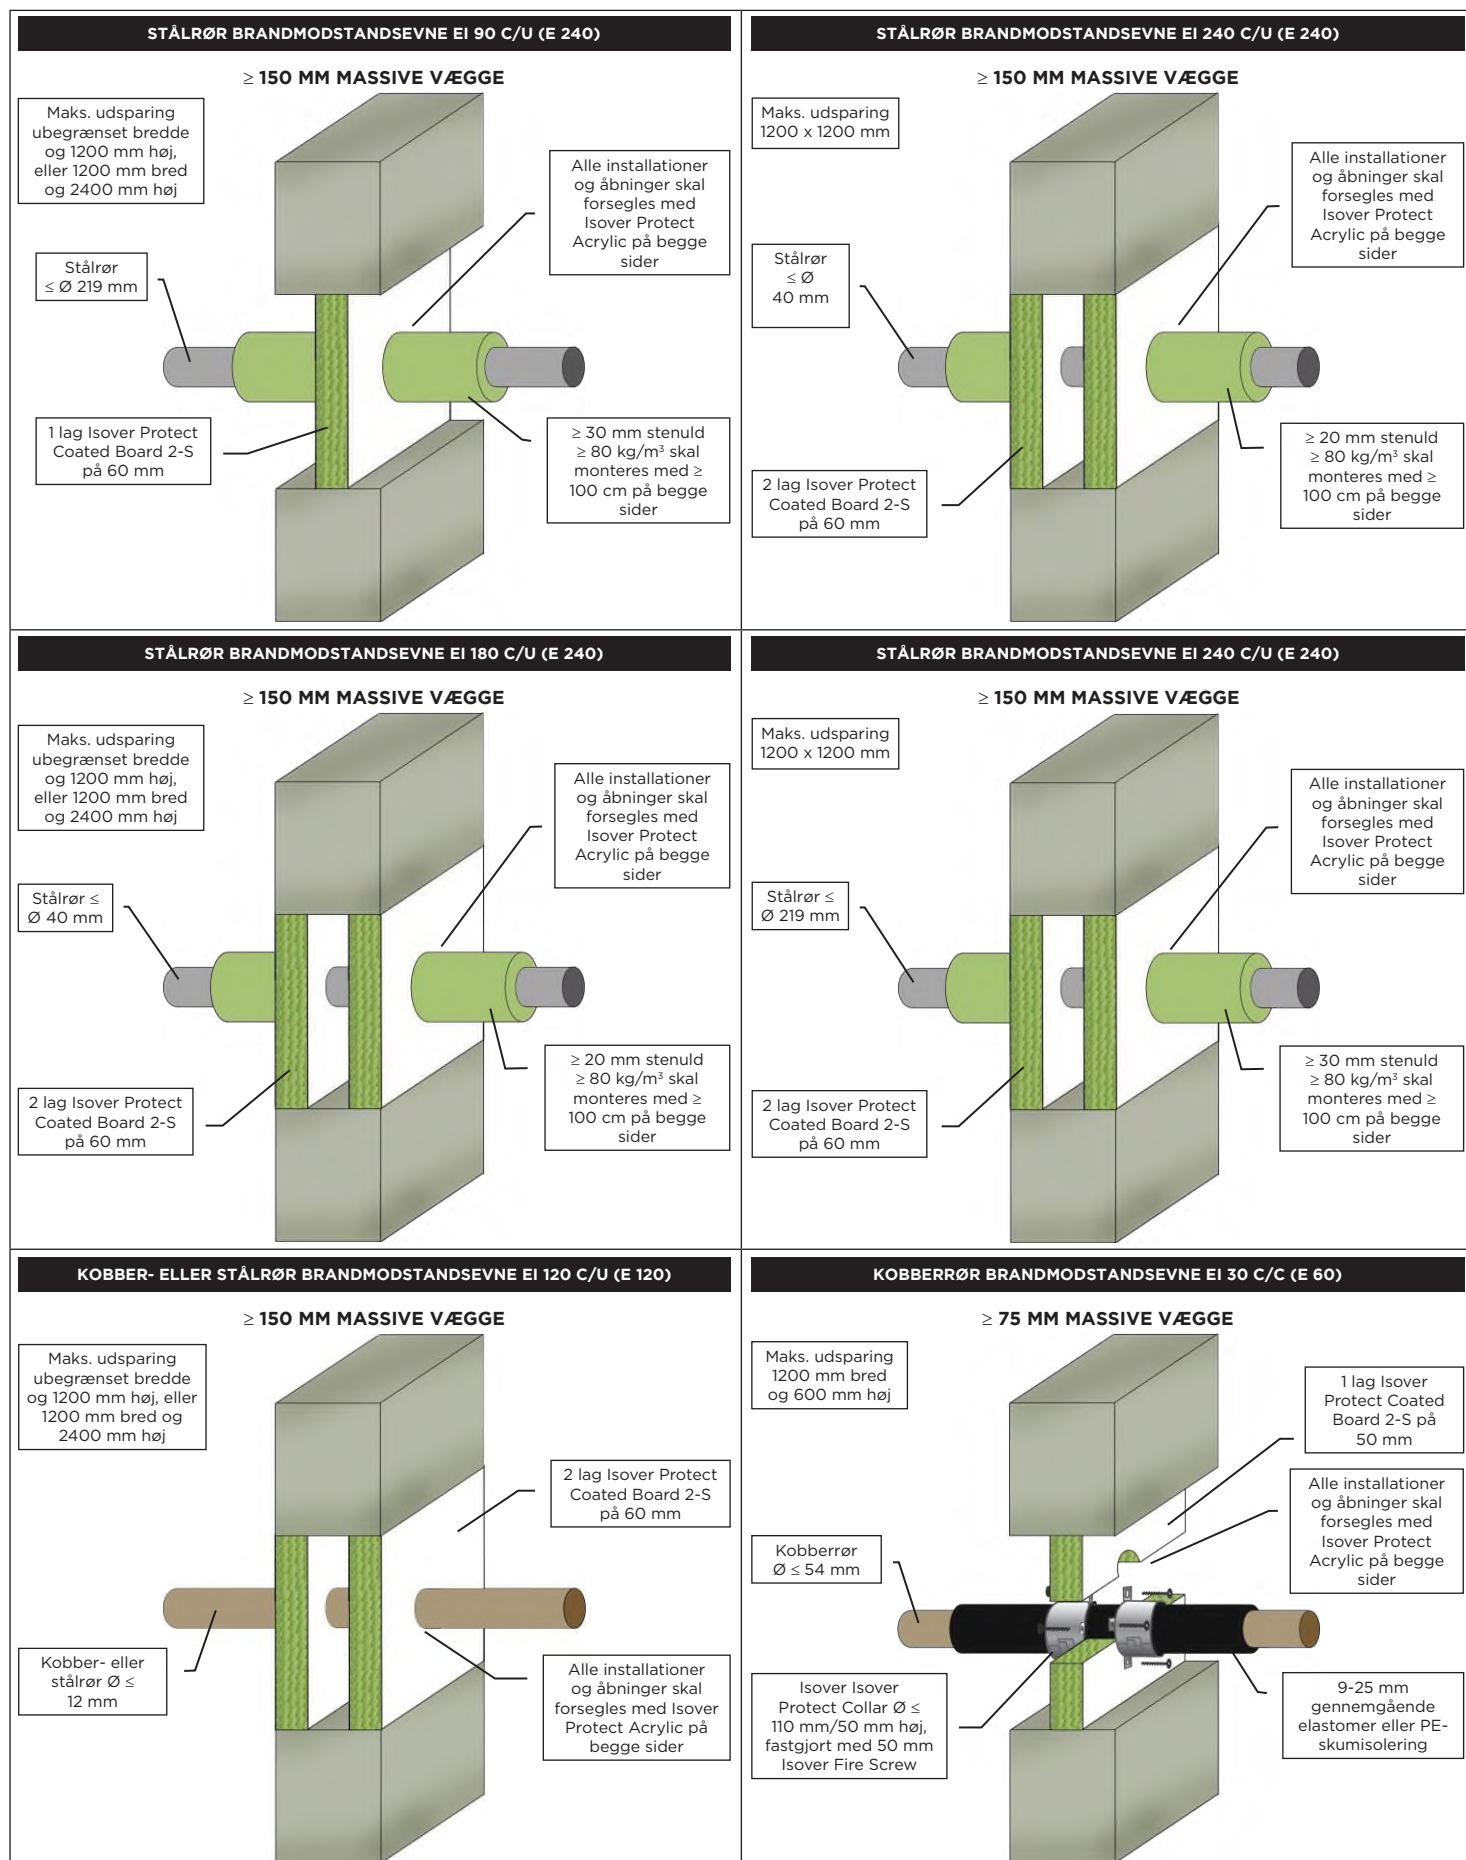 STÅLRØR BRANDMODSTANDSEVNE EI 90 C/U (E 240)
≥ 150 MM MASSIVE VÆGGE
Maks. udsparing
ubegrænset bredde
og 1200 mm høj,
eller 1200 mm bred
og 2400 mm høj
Alle installationer
og åbninger skal
forsegles med
Isover Protect
Acrylic på begge
sider
Stålrør
≤ Ø 219 mm
1 lag Isover Protect
Coated Board 2-S
på 60 mm
≥ 30 mm stenuld
≥ 80 kg/m³ skal
monteres med ≥
100 cm på begge
sider
STÅLRØR BRANDMODSTANDSEVNE EI 240 C/U (E 240)
≥ 150 MM MASSIVE VÆGGE
Maks. udsparing
1200 x 1200 mm
Alle installationer
og åbninger skal
forsegles med
Isover Protect
Acrylic på begge
sider
Stålrør
≤ Ø
40 mm
2 lag Isover Protect
Coated Board 2-S
på 60 mm
≥ 20 mm stenuld
≥ 80 kg/m³ skal
monteres med ≥
100 cm på begge
sider
STÅLRØR BRANDMODSTANDSEVNE EI 180 C/U (E 240)
≥ 150 MM MASSIVE VÆGGE
Maks. udsparing
ubegrænset bredde
og 1200 mm høj,
eller 1200 mm bred
og 2400 mm høj
Alle installationer
og åbninger skal
forsegles med
Isover Protect
Acrylic på begge
sider
Stålrør ≤
Ø 40 mm
2 lag Isover Protect
Coated Board 2-S
på 60 mm
≥ 20 mm stenuld
≥ 80 kg/m³ skal
monteres med ≥
100 cm på begge
sider
STÅLRØR BRANDMODSTANDSEVNE EI 240 C/U (E 240)
≥ 150 MM MASSIVE VÆGGE
Maks. udsparing
1200 x 1200 mm
Alle installationer
og åbninger skal
forsegles med
Isover Protect
Acrylic på begge
sider
Stålrør ≤
Ø 219 mm
2 lag Isover Protect
Coated Board 2-S
på 60 mm
≥ 30 mm stenuld
≥ 80 kg/m³ skal
monteres med ≥
100 cm på begge
sider
KOBBER- ELLER STÅLRØR BRANDMODSTANDSEVNE EI 120 C/U (E 120)
≥ 150 MM MASSIVE VÆGGE
Maks. udsparing
ubegrænset bredde
og 1200 mm høj, eller
1200 mm bred og
2400 mm høj
2 lag Isover Protect
Coated Board 2-S
på 60 mm
Kobber- eller
stålrør Ø ≤
12 mm
Alle installationer
og åbninger skal
forsegles med Isover
Protect Acrylic på
begge sider
KOBBERRØR BRANDMODSTANDSEVNE EI 30 C/C (E 60)
≥ 75 MM MASSIVE VÆGGE
Maks. udsparing
1200 mm bred
og 600 mm høj
1 lag Isover
Protect Coated
Board 2-S på
50 mm
Alle installationer
og åbninger skal
forsegles med
Isover Protect
Acrylic på begge
sider
Kobberrør
Ø ≤ 54 mm
Isover Isover
Protect Collar Ø ≤
110 mm/50 mm høj,
fastgjort med 50 mm
Isover Fire Screw
9-25 mm
gennemgående
elastomer eller PE-
skumisolering